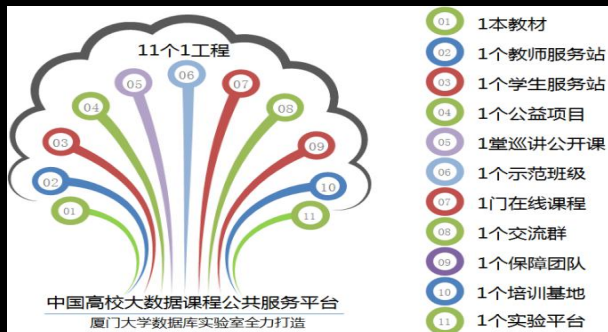 11个1工程
01
02
03
04
05
06
07
08
09
10
11
中国高校大数据课程公共服务平台
厦门大学数据库实验室全力打造
01 1本教材
02 1个教师服务站
03 1个学生服务站
04 1个公益项目
05 1堂巡讲公开课
06 1个示范班级
07 1门在线课程
08 1个交流群
09 1个保障团队
10 1个培训基地
11 1个实验平台